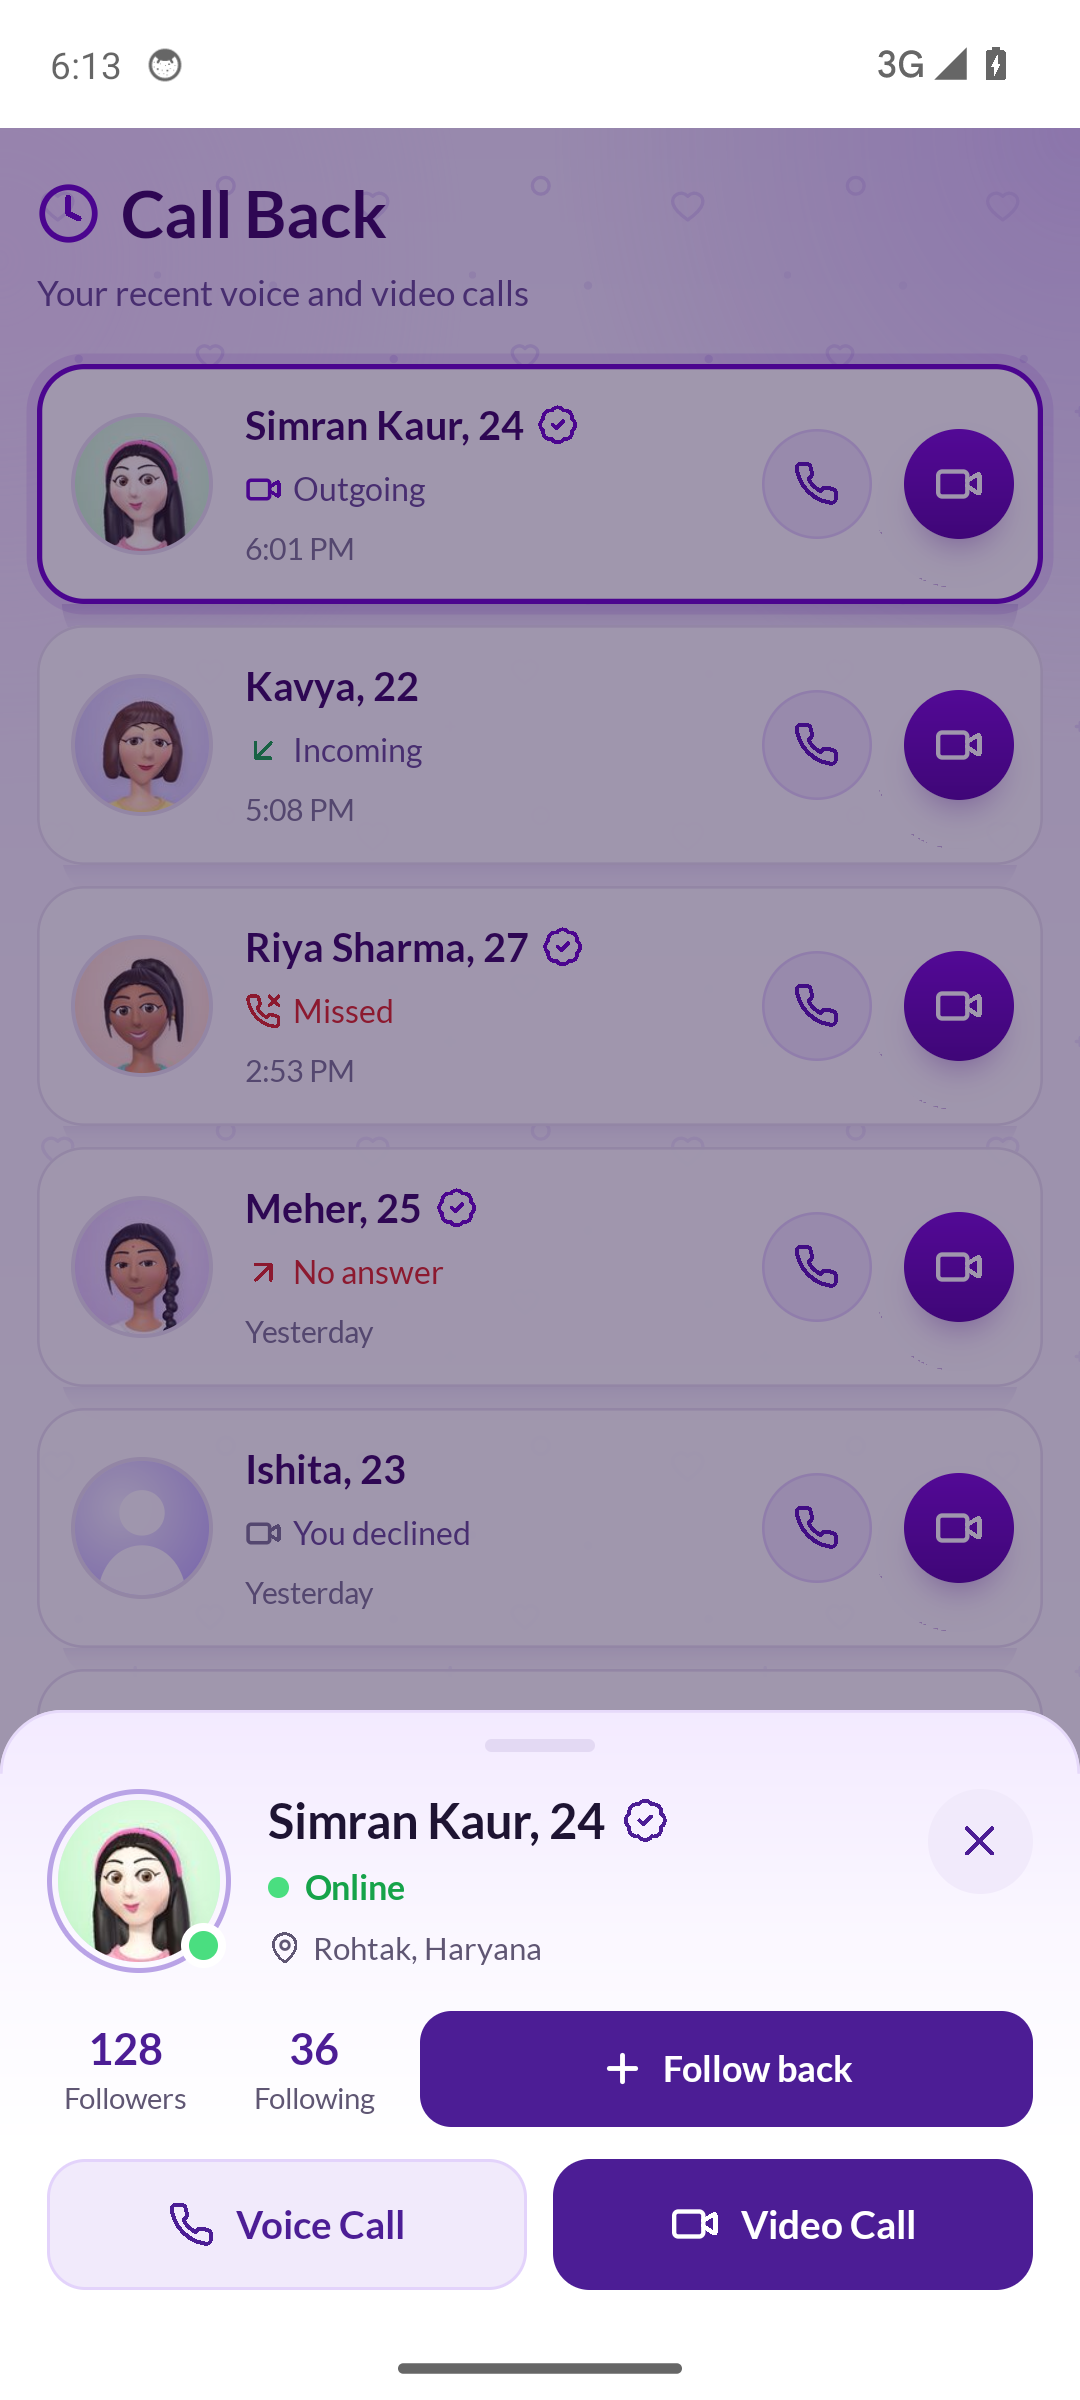 6:13
3G
Call Back
Your recent voice and video calls
Simran Kaur, 24
Outgoing
6:01 PM
Kavya, 22
Incoming
5:08 PM
Riya Sharma, 27
Missed
2:53 PM
Meher, 25
No answer
Yesterday
Ishita, 23
You declined
Yesterday
Simran Kaur, 24
Online
Rohtak, Haryana
128
Followers
36
Following
Follow back
Voice Call
Video Call